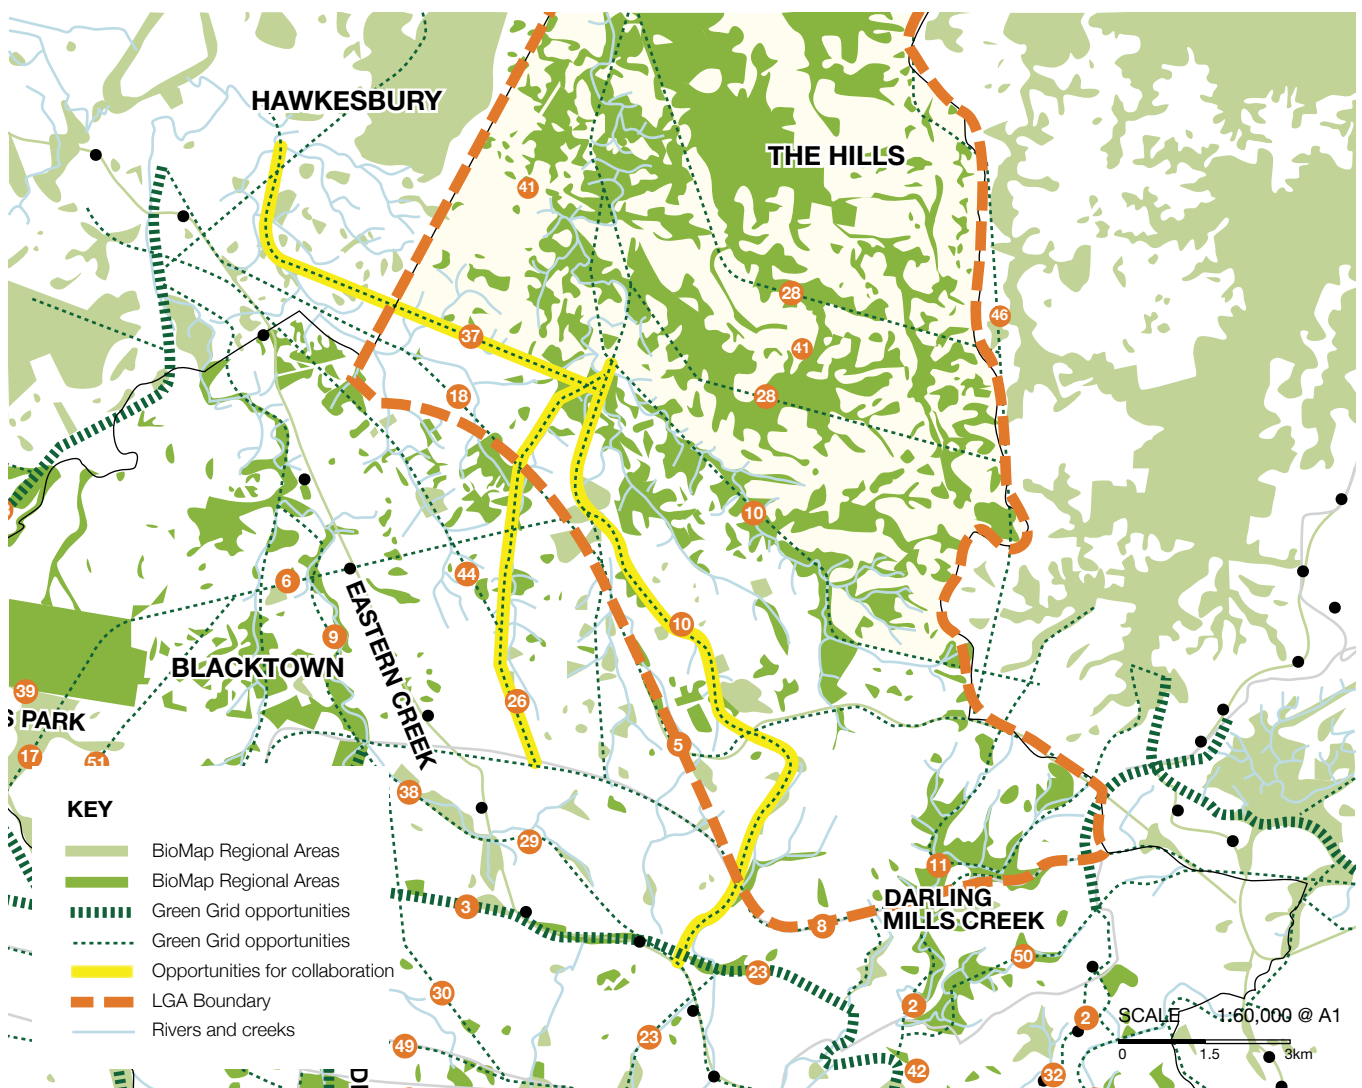 HAWKESBURY
THE HILLS
41
46
28
37
41
18
28
10
44
6
EASTERN CREEK
9
10
BLACKTOWN
39
26
S PARK
5
17
51
38
KEY
29
BioMap Regional Areas
11
BioMap Regional Areas
3
DARLING
MILLS CREEK
Green Grid opportunities
8
Green Grid opportunities
50
Opportunities for collaboration
23
30
LGA Boundary
2
2
SCALE 1:60,000 @ A1
Rivers and creeks
23
49
0 1.5 3km
42
32